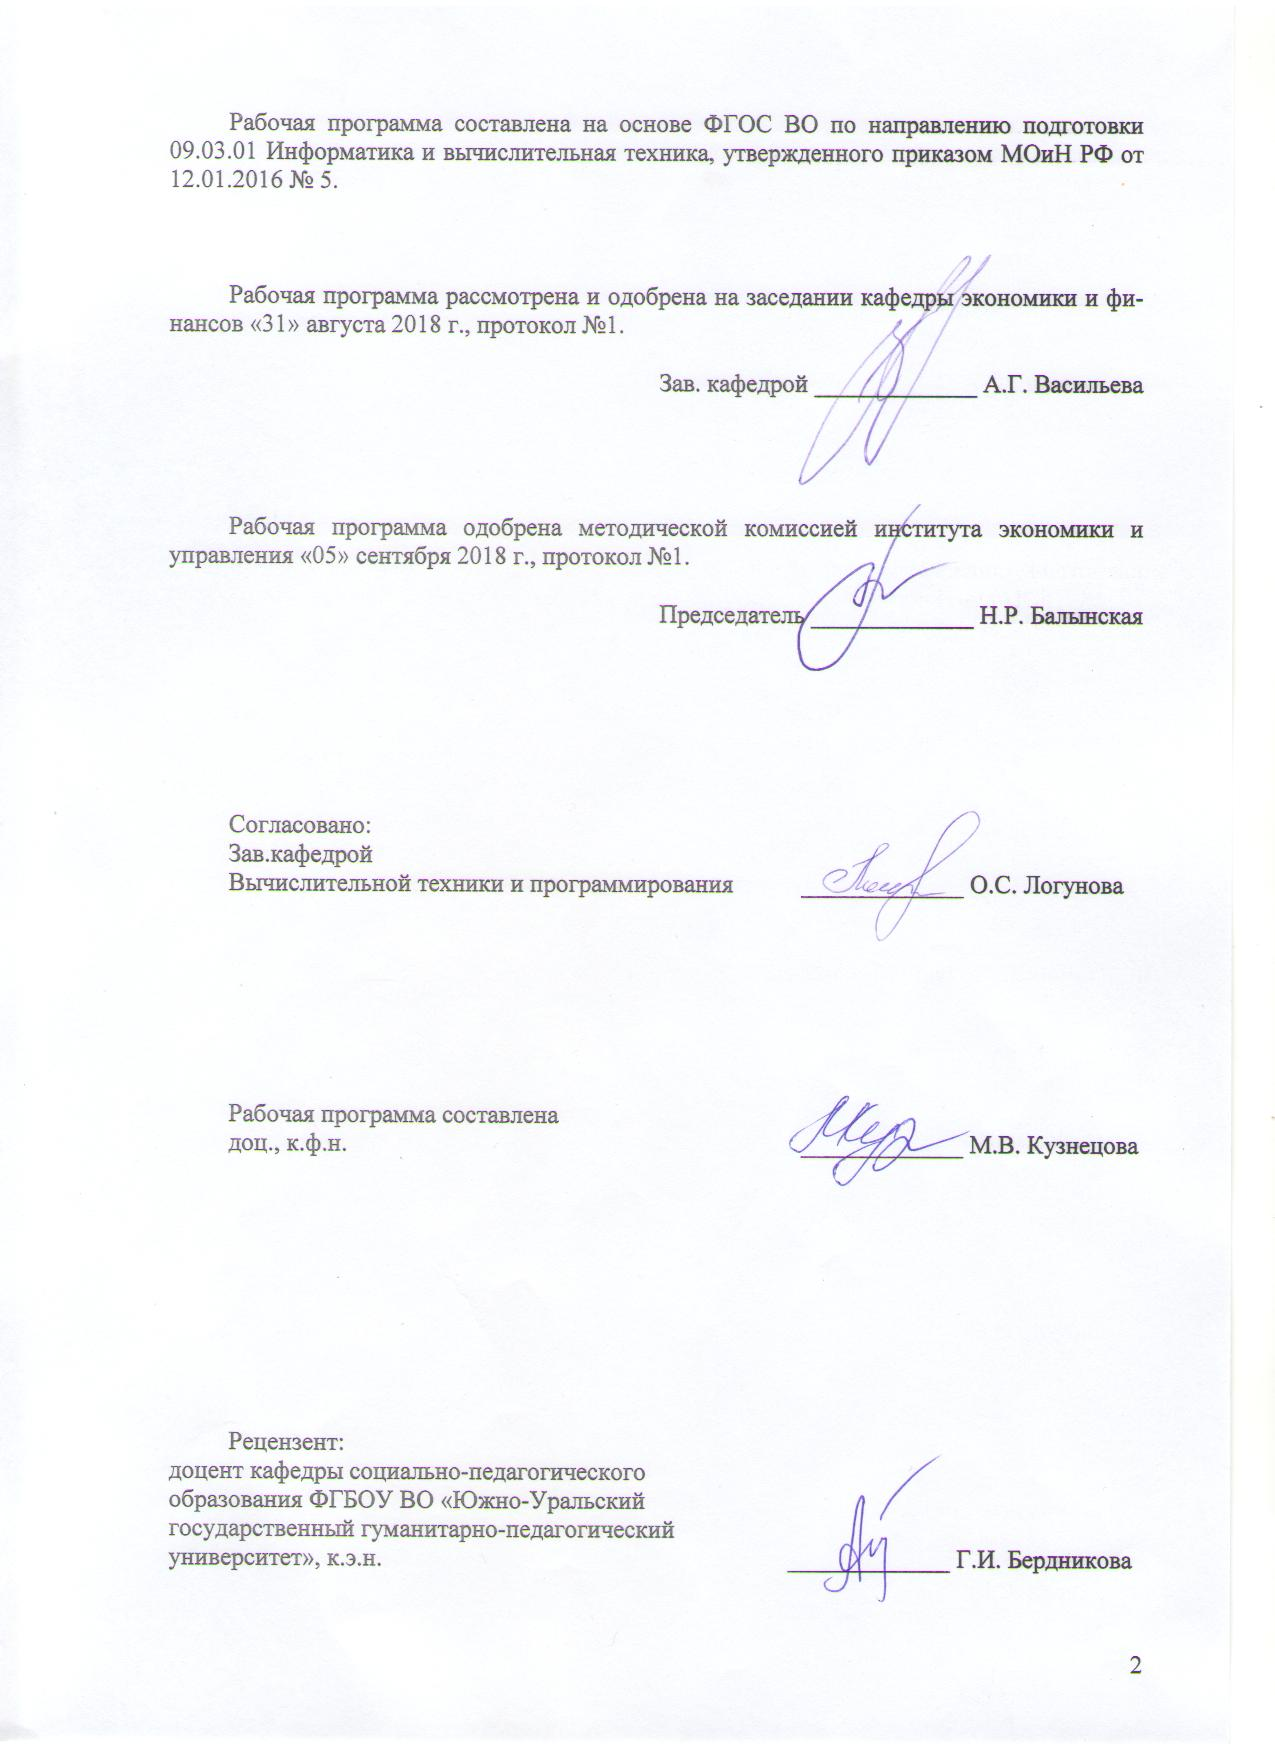 Рабочая программа составлена на основе ФГОС ВО по направлению подготовки
09.03.01 Информатика и вычислительная техника, утвержденного приказом МОиН РФ от
12.01.2016 № 5.
Рабочая программа рассмотрена и одобрена на заседании кафедры экономики и фи-
нансов «31» августа 2018 г., протокол №1.
Зав. кафедрой _____________ А.Г. Васильева
Рабочая программа одобрена методической комиссией института экономики и
управления «05» сентября 2018 г., протокол №1.
Председатель _____________ Н.Р. Балынская
Согласовано:
Зав.кафедрой
Вычислительной техники и программирования _____________ О.С. Логунова
Рабочая программа составлена
доц., к.ф.н. _____________ М.В. Кузнецова
Рецензент:
доцент кафедры социально-педагогического
образования ФГБОУ ВО «Южно-Уральский
государственный гуманитарно-педагогический
университет», к.э.н. _____________ Г.И. Бердникова
2